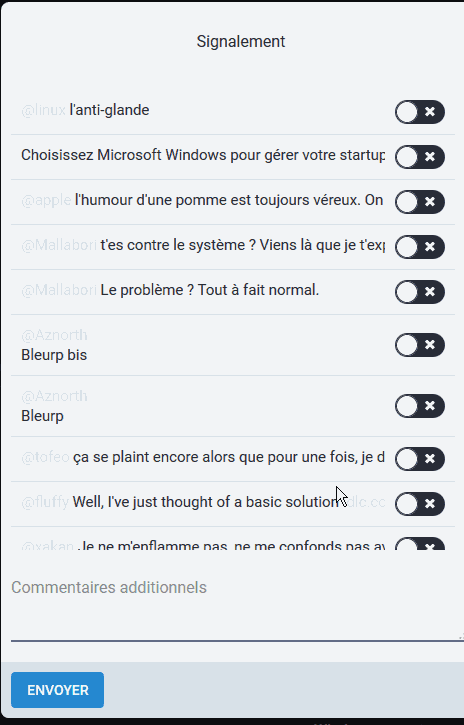 Signalement
@linux l'anti-glande
Choisissez Microsoft Windows pour gérer votre startup
@apple l'humour d'une pomme est toujours véreux. On
@Mallabori t'es contre le système ? Viens là que je t'exp
@Mallabori Le problème ? Tout à fait normal.
@Aznorth
Bleurp bis
@Aznorth
Bleurp
@tofeo ça se plaint encore alors que pour une fois, je d
@fluffy Well, I've just thought of a basic solution
@xakan Je ne m'enflamme pas, ne me confonds pas av
Commentaires additionnels
ENVOYER